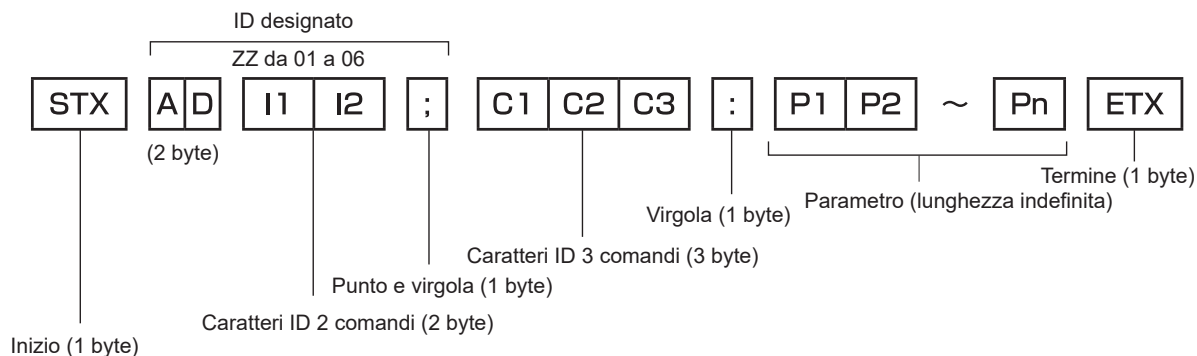 ID designato
ZZ da 01 a 06
STX A D I1 I2 ; C1 C2 C3 : P1 P2 ~ Pn ETX
(2 byte)
Termine (1 byte)
Parametro (lunghezza indefinita)
Virgola (1 byte)
Caratteri ID 3 comandi (3 byte)
Punto e virgola (1 byte)
Caratteri ID 2 comandi (2 byte)
Inizio (1 byte)